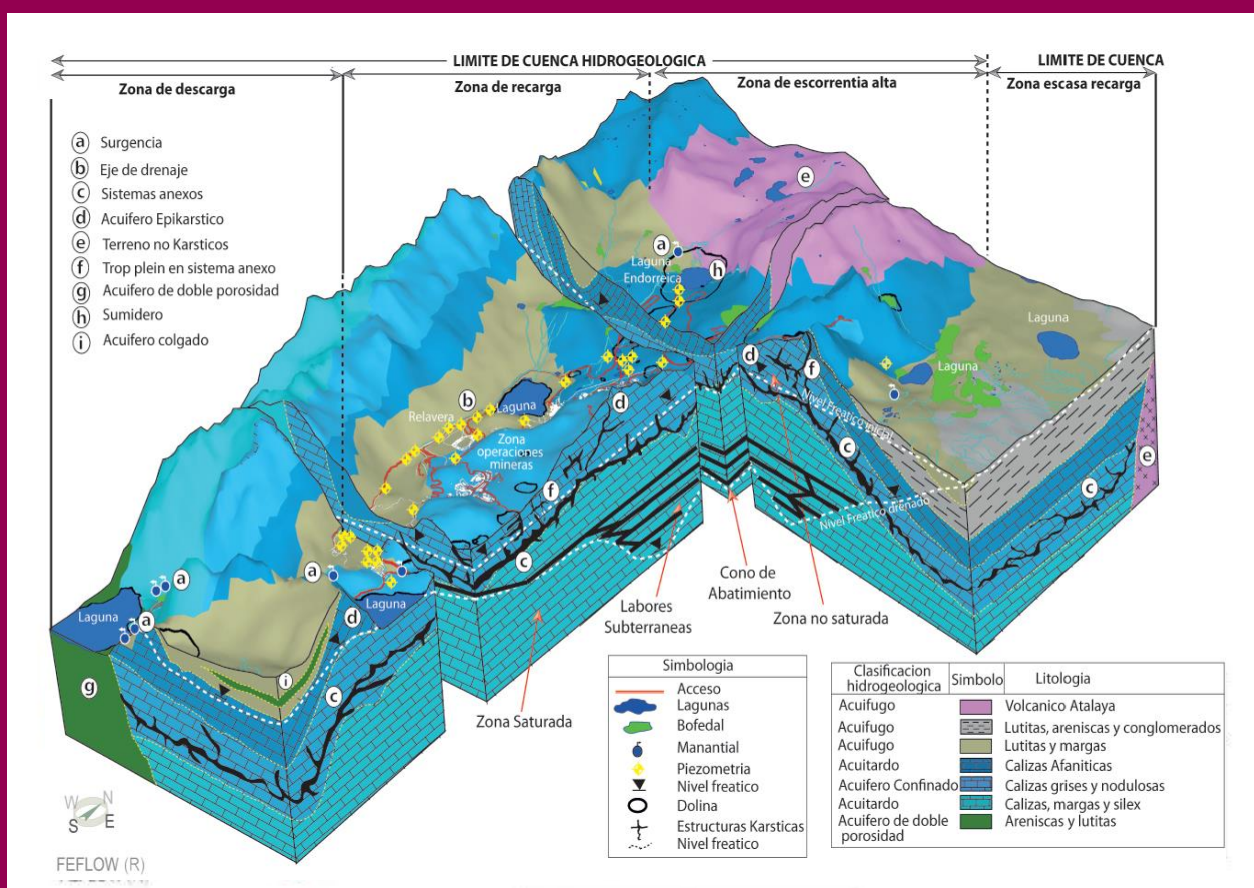 LIMITE DE CUENCA HIDROGEOLOGICA
LIMITE DE CUENCA
Zona de descarga
Zona de recarga
Zona de escorrentia alta
Zona escasa recarga
a Surgencia
b Eje de drenaje
c Sistemas anexos
d Acuifero Epikarstico
e Terreno no Karsticos
f Trop plein en sistema anexo
g Acuifero de doble porosidad
h Sumidero
i Acuifero colgado
e
a
Laguna
Endorreica
h
Laguna
Laguna
d
f
Nivel Freatico inicial
c
Nivel Freatico drenado
e
c
b
Relavera
Laguna
d
Zona
operaciones
mineras
f
c
a
a
Laguna
a
Laguna
d
i
g
c
Labores
Subterraneas
Cono de
Abatimiento
Zona no saturada
Zona Saturada
Simbologia
Acceso
Lagunas
Bofedal
Manantial
Piezometria
Nivel freatico
Dolina
Estructuras Karsticas
Nivel freatico
Clasificacion hidrogeologica Simbolo Litologia
Acuifugo Volcanico Atalaya
Acuifugo Lutitas, areniscas y conglomerados
Acuifugo Lutitas y margas
Acuitardo Calizas Afaniticas
Acuifero Confinado Calizas grises y nodulosas
Acuitardo Calizas, margas y silex
Acuifero de doble porosidad Areniscas y lutitas
W N
S E
FEFLOW (R)